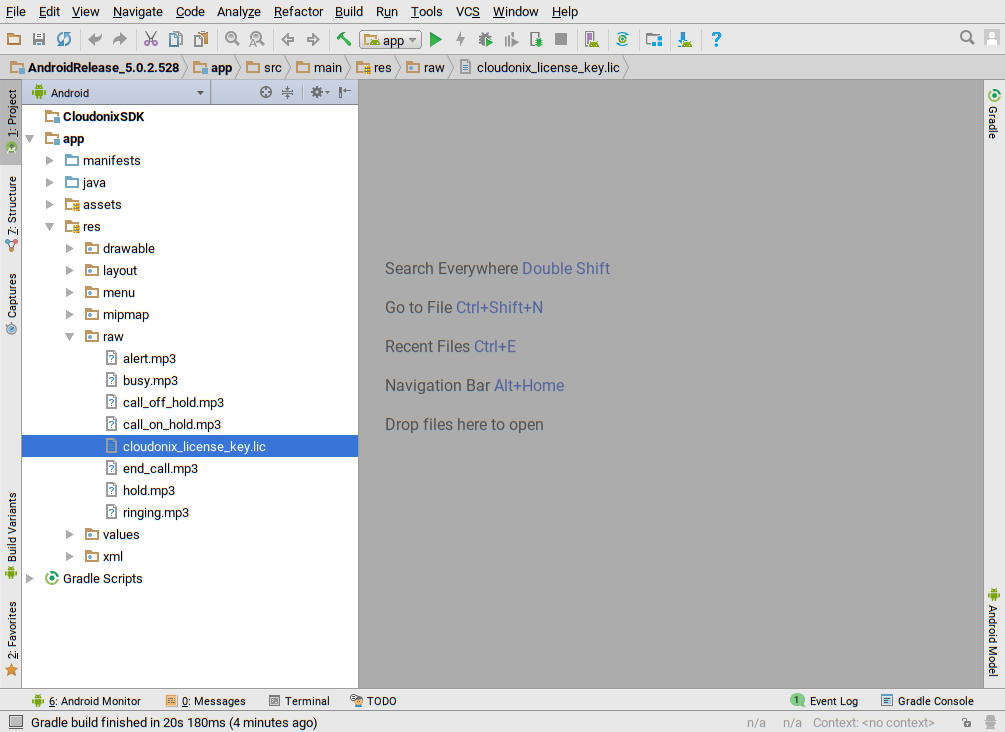 File Edit View Navigate Code Analyze Refactor Build Run Tools VCS Window Help
app
AndroidRelease_5.0.2.528 app src main res raw cloudonix_license_key.lic
Android
1: Project
Z: Structure
Captures
Build Variants
2: Favorites
CloudonixSDK
app
manifests
java
assets
res
drawable
layout
menu
mipmap
raw
alert.mp3
busy.mp3
call_off_hold.mp3
call_on_hold.mp3
cloudonix_license_key.lic
end_call.mp3
hold.mp3
ringing.mp3
values
xml
Gradle Scripts
Search Everywhere Double Shift
Go to File Ctrl+Shift+N
Recent Files Ctrl+E
Navigation Bar Alt+Home
Drop files here to open
Gradle
Android Model
6: Android Monitor 0: Messages Terminal TODO 1 Event Log Gradle Console
Gradle build finished in 20s 180ms (4 minutes ago) n/a n/a Context: <no context>